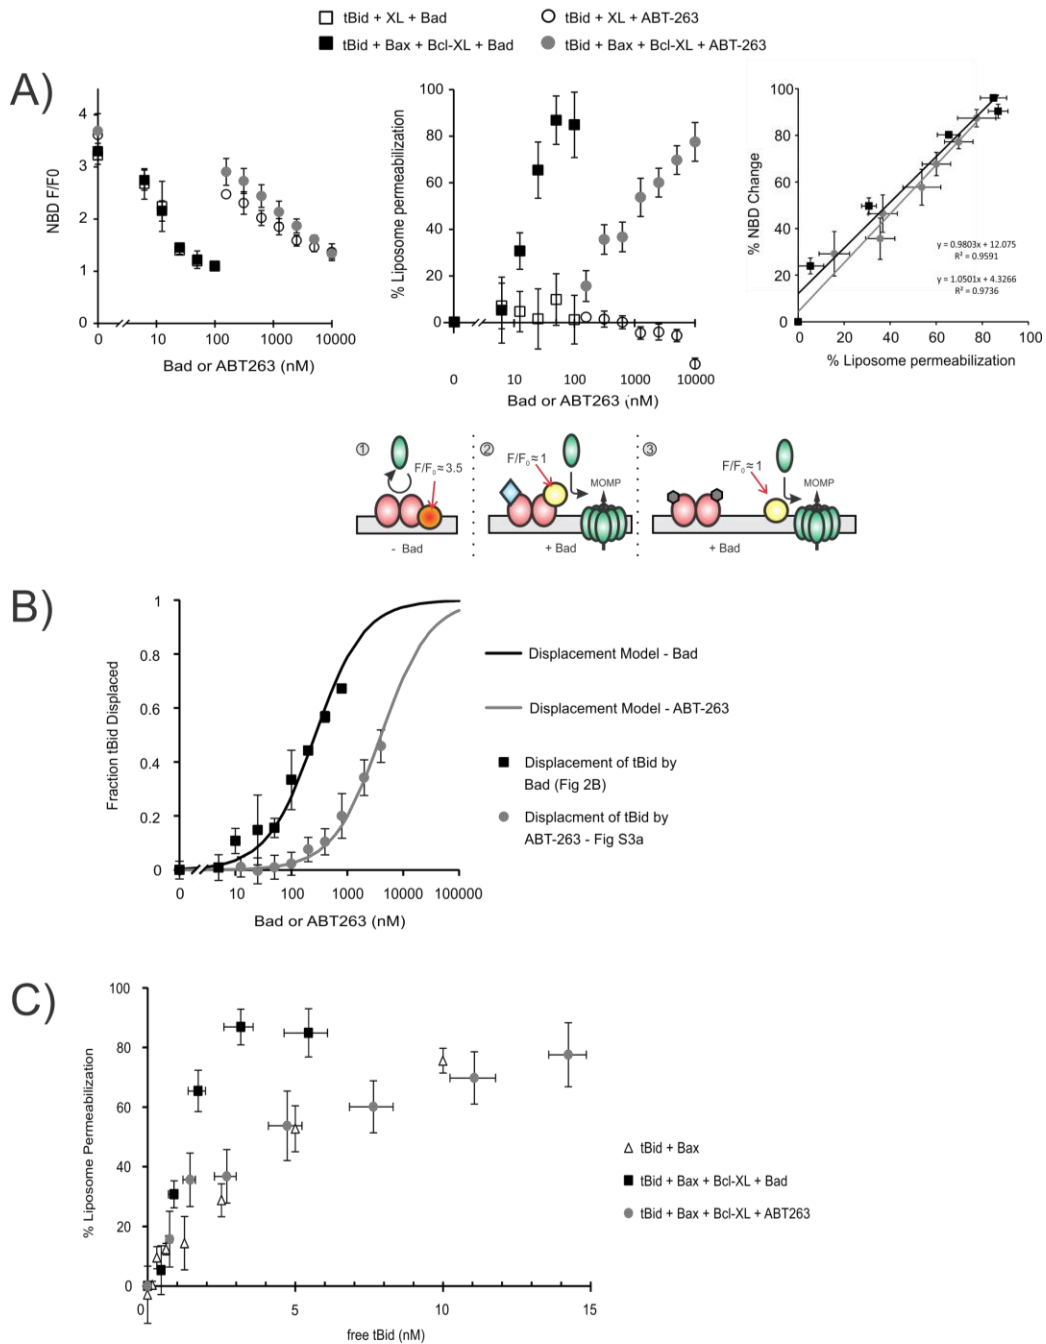 tBid + XL + Bad
tBid + XL + ABT-263
tBid + Bax + Bcl-XL + Bad
tBid + Bax + Bcl-XL + ABT-263
A)
NBD F/F0
4
3
2
1
0
0
10
100
1000
10000
Bad or ABT263 (nM)
% Liposome permeabilization
100
80
60
40
20
0
0
10
100
1000
10000
Bad or ABT263 (nM)
% NBD Change
100
80
60
40
20
0
y = 0.9803x + 12.075
R² = 0.9591
y = 1.0501x + 4.3266
R² = 0.9736
0
20
40
60
80
100
% Liposome permeabilization
①
F/F₀≈3.5
- Bad
②
F/F₀≈1
MOMP
+ Bad
③
F/F₀≈1
MOMP
+ Bad
B)
Fraction tBid Displaced
1
0.8
0.6
0.4
0.2
0
0
10
100
1000
10000
100000
Bad or ABT263 (nM)
Displacement Model - Bad
Displacement Model - ABT-263
Displacement of tBid by
Bad (Fig 2B)
Displacment of tBid by
ABT-263 - Fig S3a
C)
% Liposome Permeabilization
100
80
60
40
20
0
0
5
10
15
free tBid (nM)
tBid + Bax
tBid + Bax + Bcl-XL + Bad
tBid + Bax + Bcl-XL + ABT263